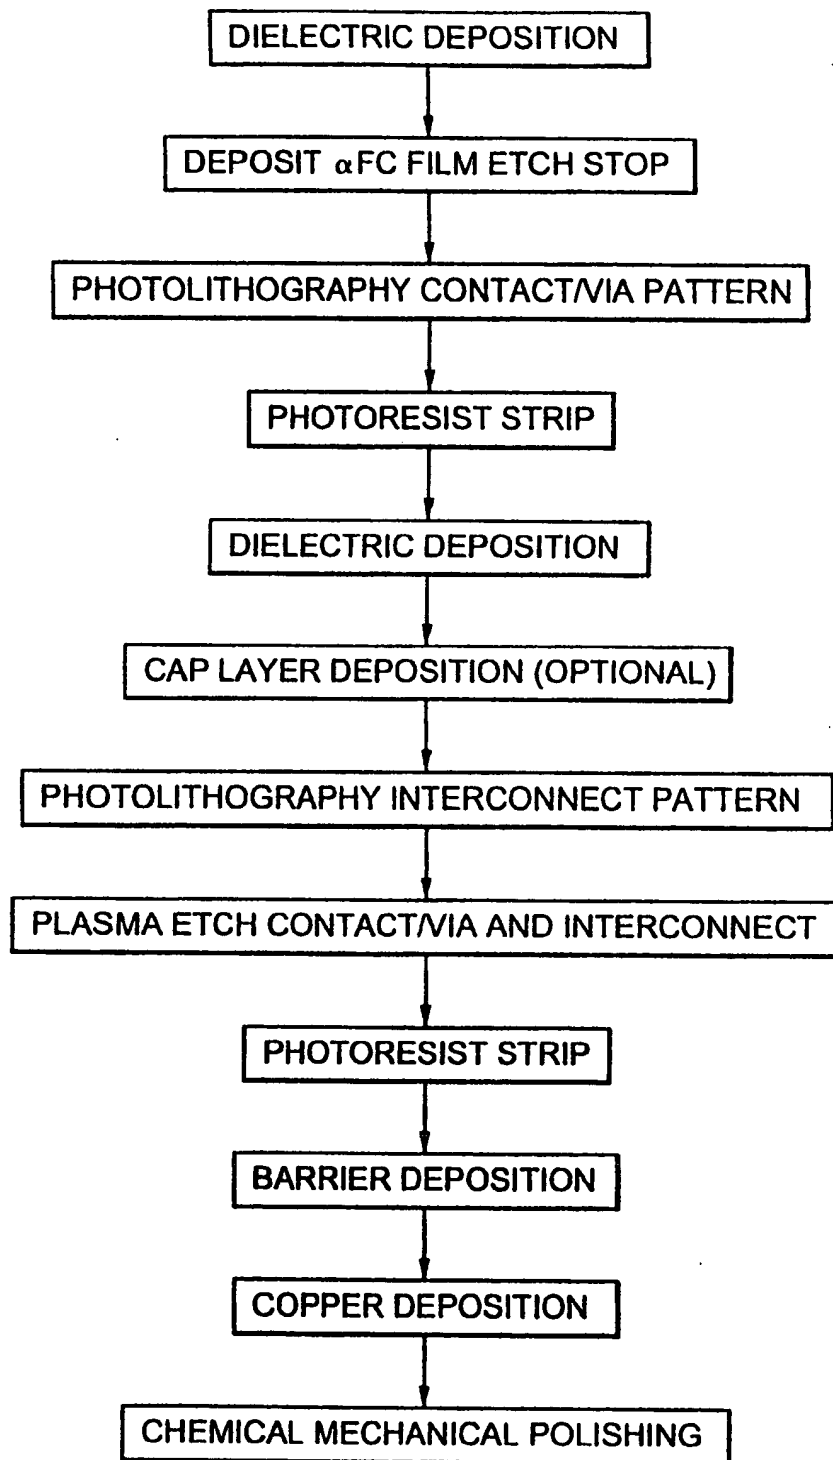 DIELECTRIC DEPOSITION
DEPOSIT αFC FILM ETCH STOP
PHOTOLITHOGRAPHY CONTACT/VIA PATTERN
PHOTORESIST STRIP
DIELECTRIC DEPOSITION
CAP LAYER DEPOSITION (OPTIONAL)
PHOTOLITHOGRAPHY INTERCONNECT PATTERN
PLASMA ETCH CONTACT/VIA AND INTERCONNECT
PHOTORESIST STRIP
BARRIER DEPOSITION
COPPER DEPOSITION
CHEMICAL MECHANICAL POLISHING